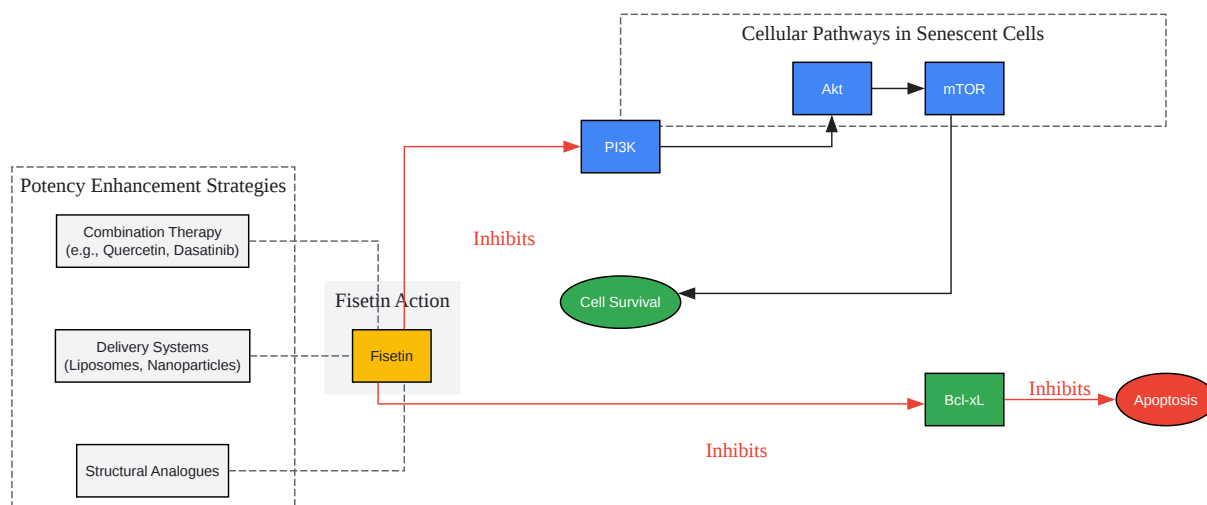 Cellular Pathways in Senescent Cells
Akt
mTOR
PI3K
Potency Enhancement Strategies
Combination Therapy
(e.g., Quercetin, Dasatinib)
Inhibits
Fisetin Action
Cell Survival
Delivery Systems
(Liposomes, Nanoparticles)
Fisetin
Bcl-xL
Inhibits
Apoptosis
Inhibits
Structural Analogues